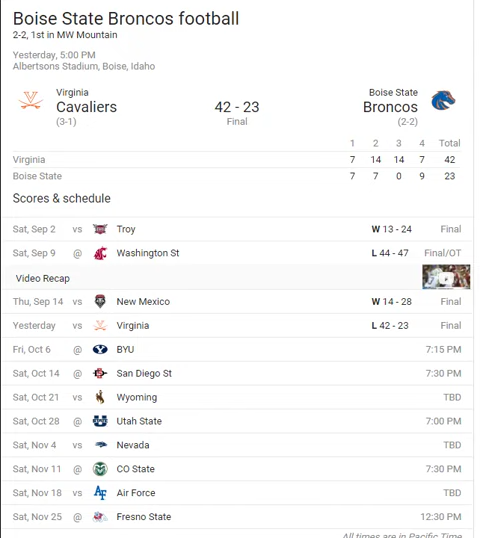 Boise State Broncos football
2-2, 1st in MW Mountain
Yesterday, 5:00 PM
Albertsons Stadium, Boise, Idaho
Virginia
Cavaliers
(3-1)
42 - 23
Final
Boise State
Broncos
(2-2)
1 2 3 4 Total
Virginia 7 14 14 7 42
Boise State 7 7 0 9 23
Scores & schedule
Sat, Sep 2 vs Troy W 13 - 24 Final
Sat, Sep 9 @ Washington St L 44 - 47 Final/OT
Video Recap
Thu, Sep 14 vs New Mexico W 14 - 28 Final
Yesterday vs Virginia L 42 - 23 Final
Fri, Oct 6 @ BYU 7:15 PM
Sat, Oct 14 @ San Diego St 7:30 PM
Sat, Oct 21 vs Wyoming TBD
Sat, Oct 28 @ Utah State 7:00 PM
Sat, Nov 4 vs Nevada TBD
Sat, Nov 11 @ CO State 7:30 PM
Sat, Nov 18 vs Air Force TBD
Sat, Nov 25 @ Fresno State 12:30 PM
All times are in Pacific Time